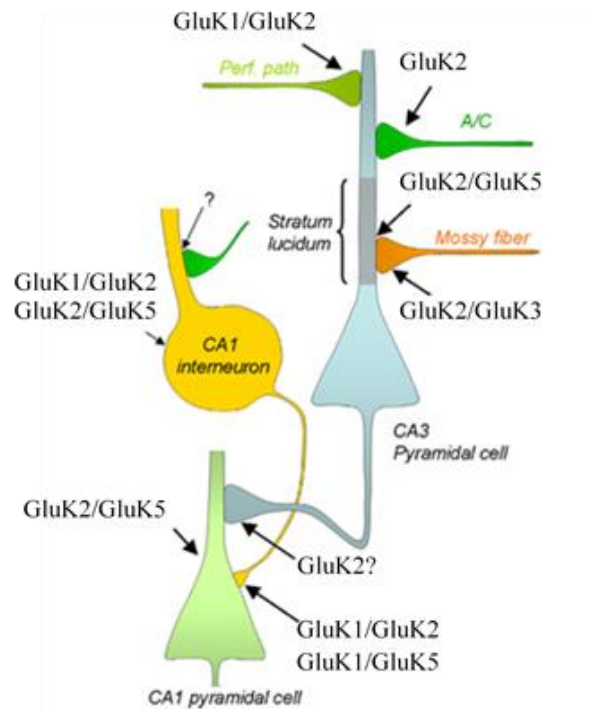 GluK1/GluK2
GluK2
Perf. path
A/C
GluK2/GluK5
?
Stratum
lucidum
Mossy fiber
GluK1/GluK2
GluK2/GluK5
GluK2/GluK3
CA1
interneuron
CA3
Pyramidal cell
GluK2/GluK5
GluK2?
GluK1/GluK2
GluK1/GluK5
CA1 pyramidal cell